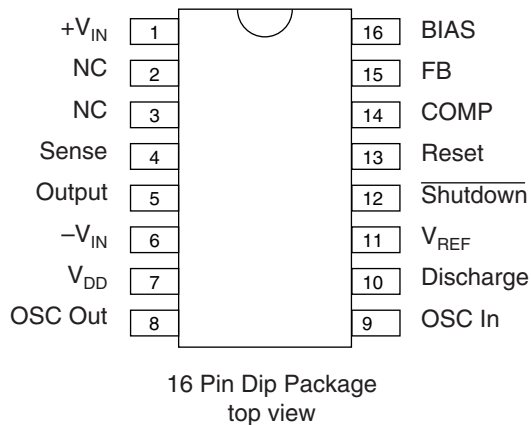 +VIN 1 16 BIAS
NC 2 15 FB
NC 3 14 COMP
Sense 4 13 Reset
Output 5 12 Shutdown
–VIN 6 11 VREF
VDD 7 10 Discharge
OSC Out 8 9 OSC In
16 Pin Dip Package
top view